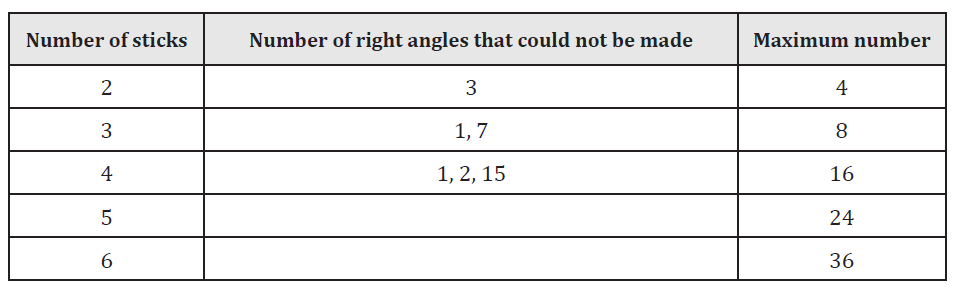 Number of sticks Number of right angles that could not be made Maximum number
2 3 4
3 1, 7 8
4 1, 2, 15 16
5 24
6 36